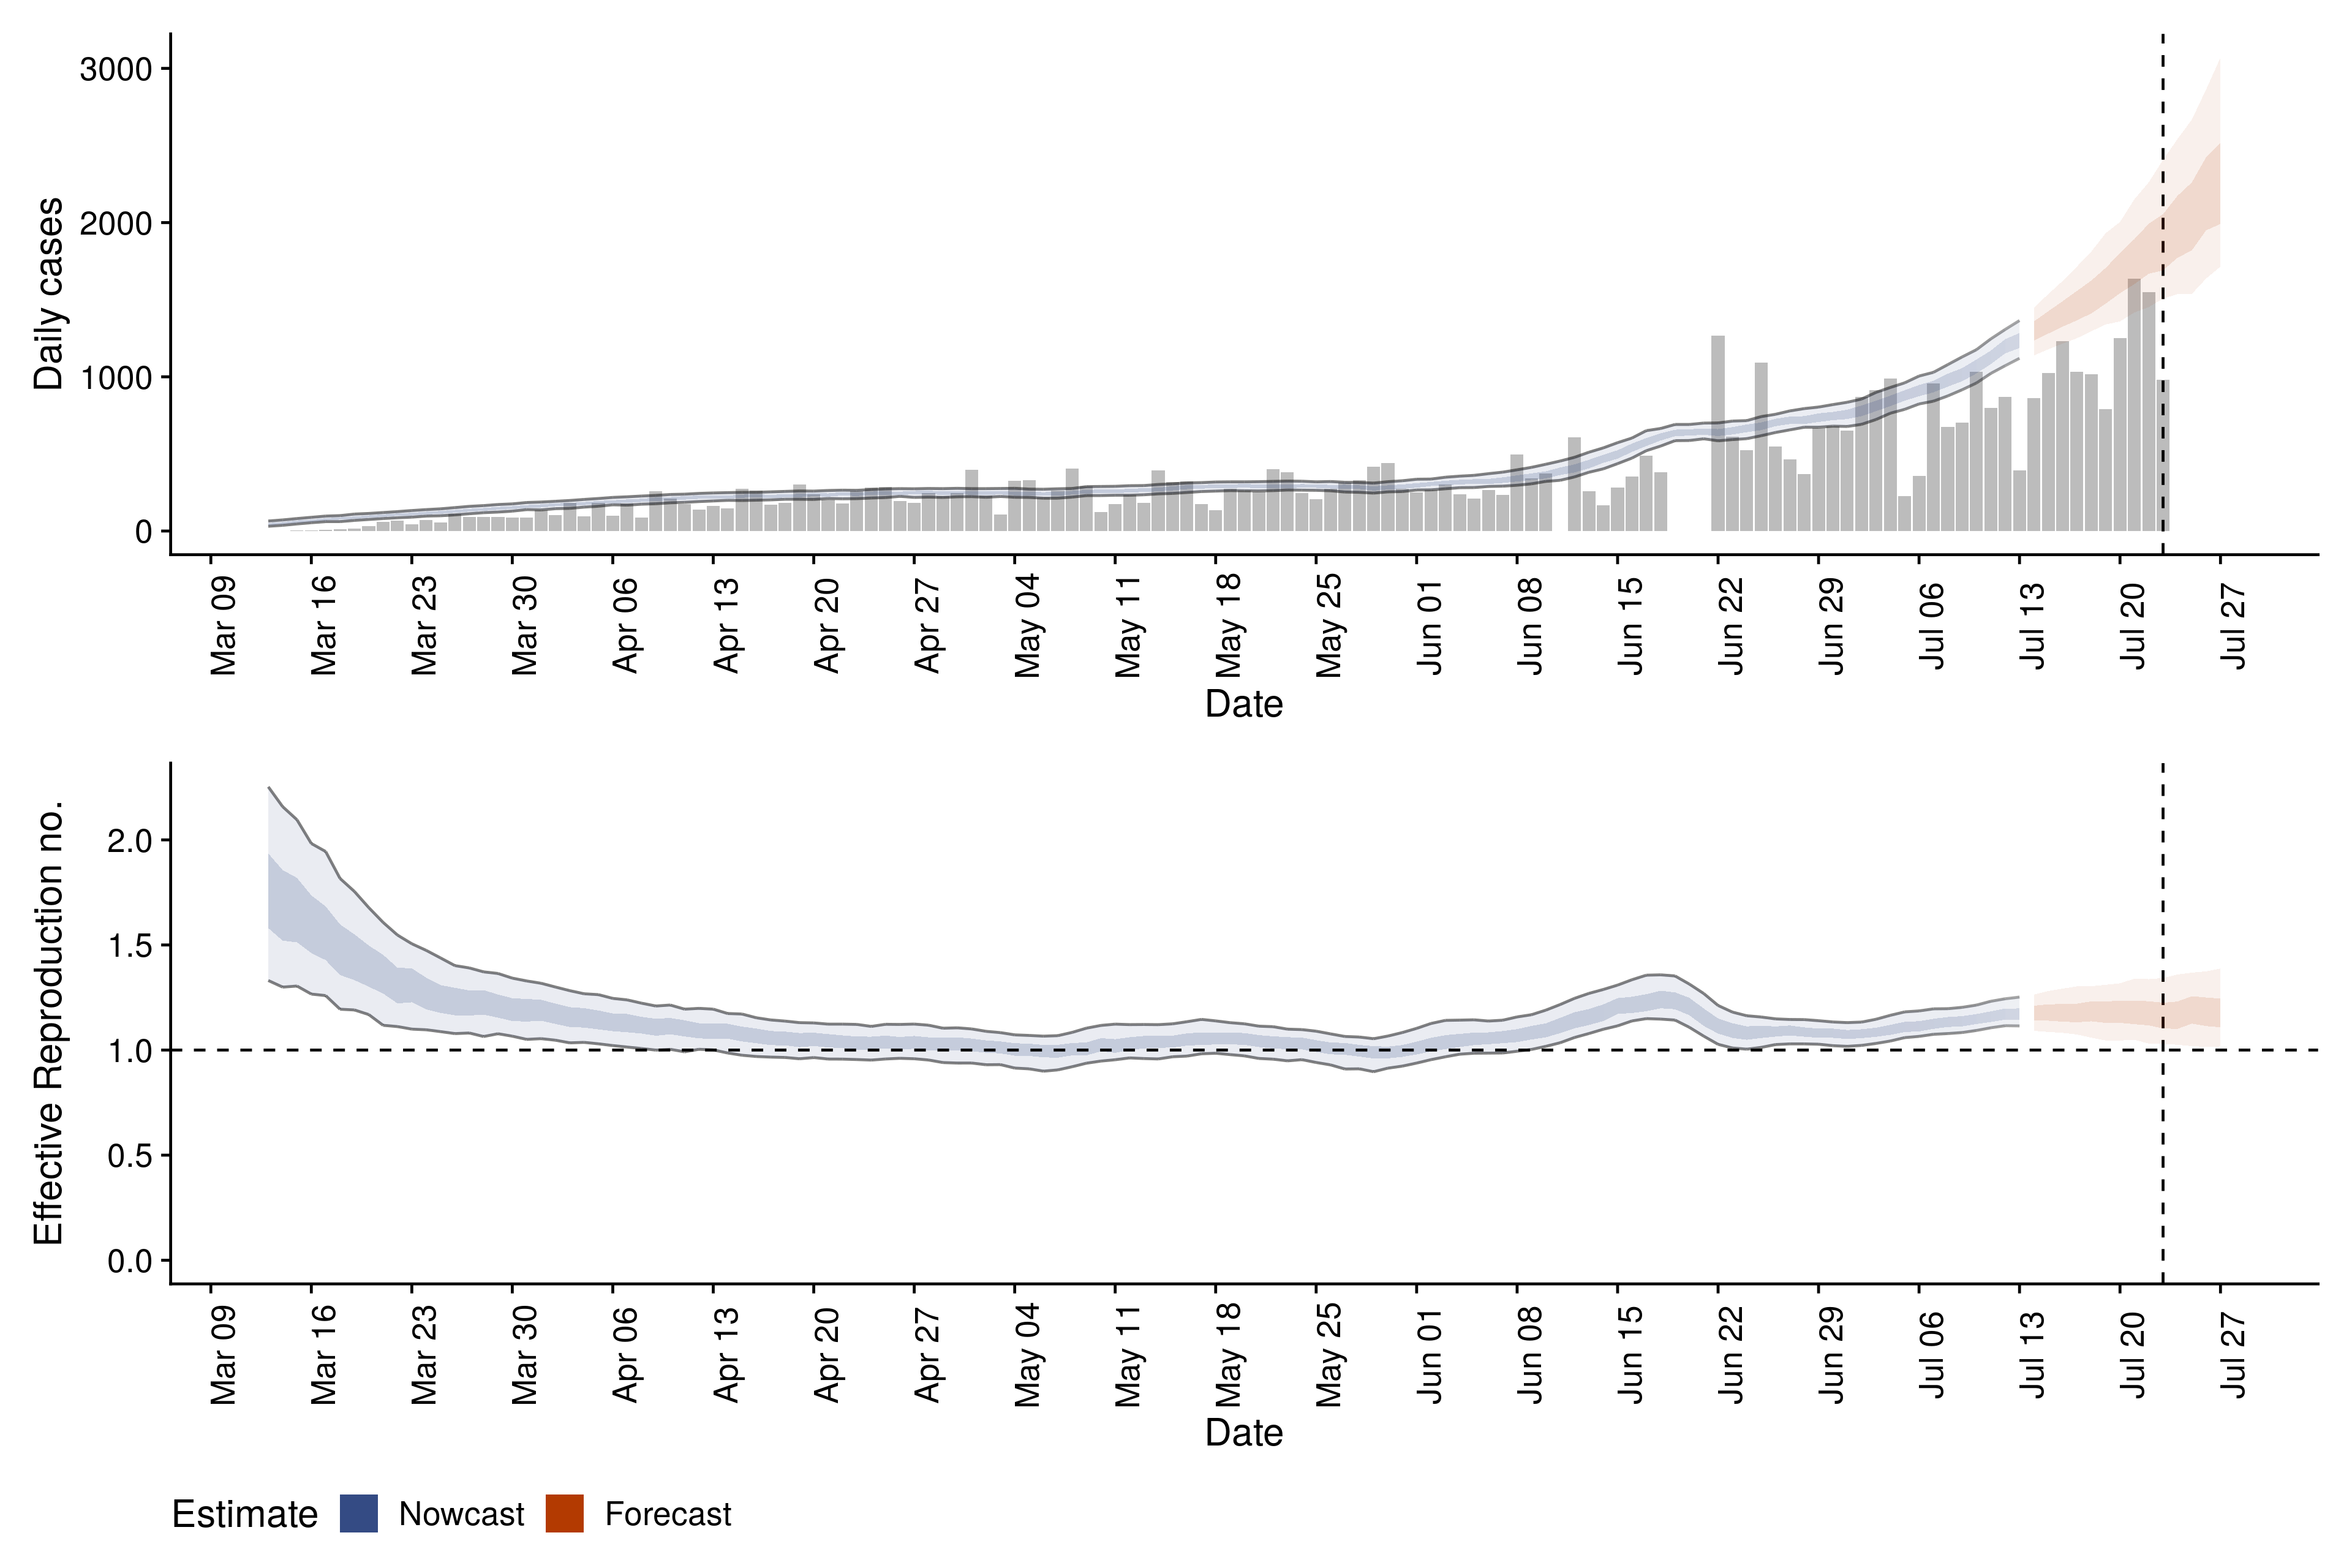 Daily cases
3000
2000
1000
0
Mar 09 Mar 16 Mar 23 Mar 30 Apr 06 Apr 13 Apr 20 Apr 27 May 04 May 11 May 18 May 25 Jun 01 Jun 08 Jun 15 Jun 22 Jun 29 Jul 06 Jul 13 Jul 20 Jul 27
Date
Effective Reproduction no.
2.0
1.5
1.0
0.5
0.0
Mar 09 Mar 16 Mar 23 Mar 30 Apr 06 Apr 13 Apr 20 Apr 27 May 04 May 11 May 18 May 25 Jun 01 Jun 08 Jun 15 Jun 22 Jun 29 Jul 06 Jul 13 Jul 20 Jul 27
Date
Estimate Nowcast Forecast